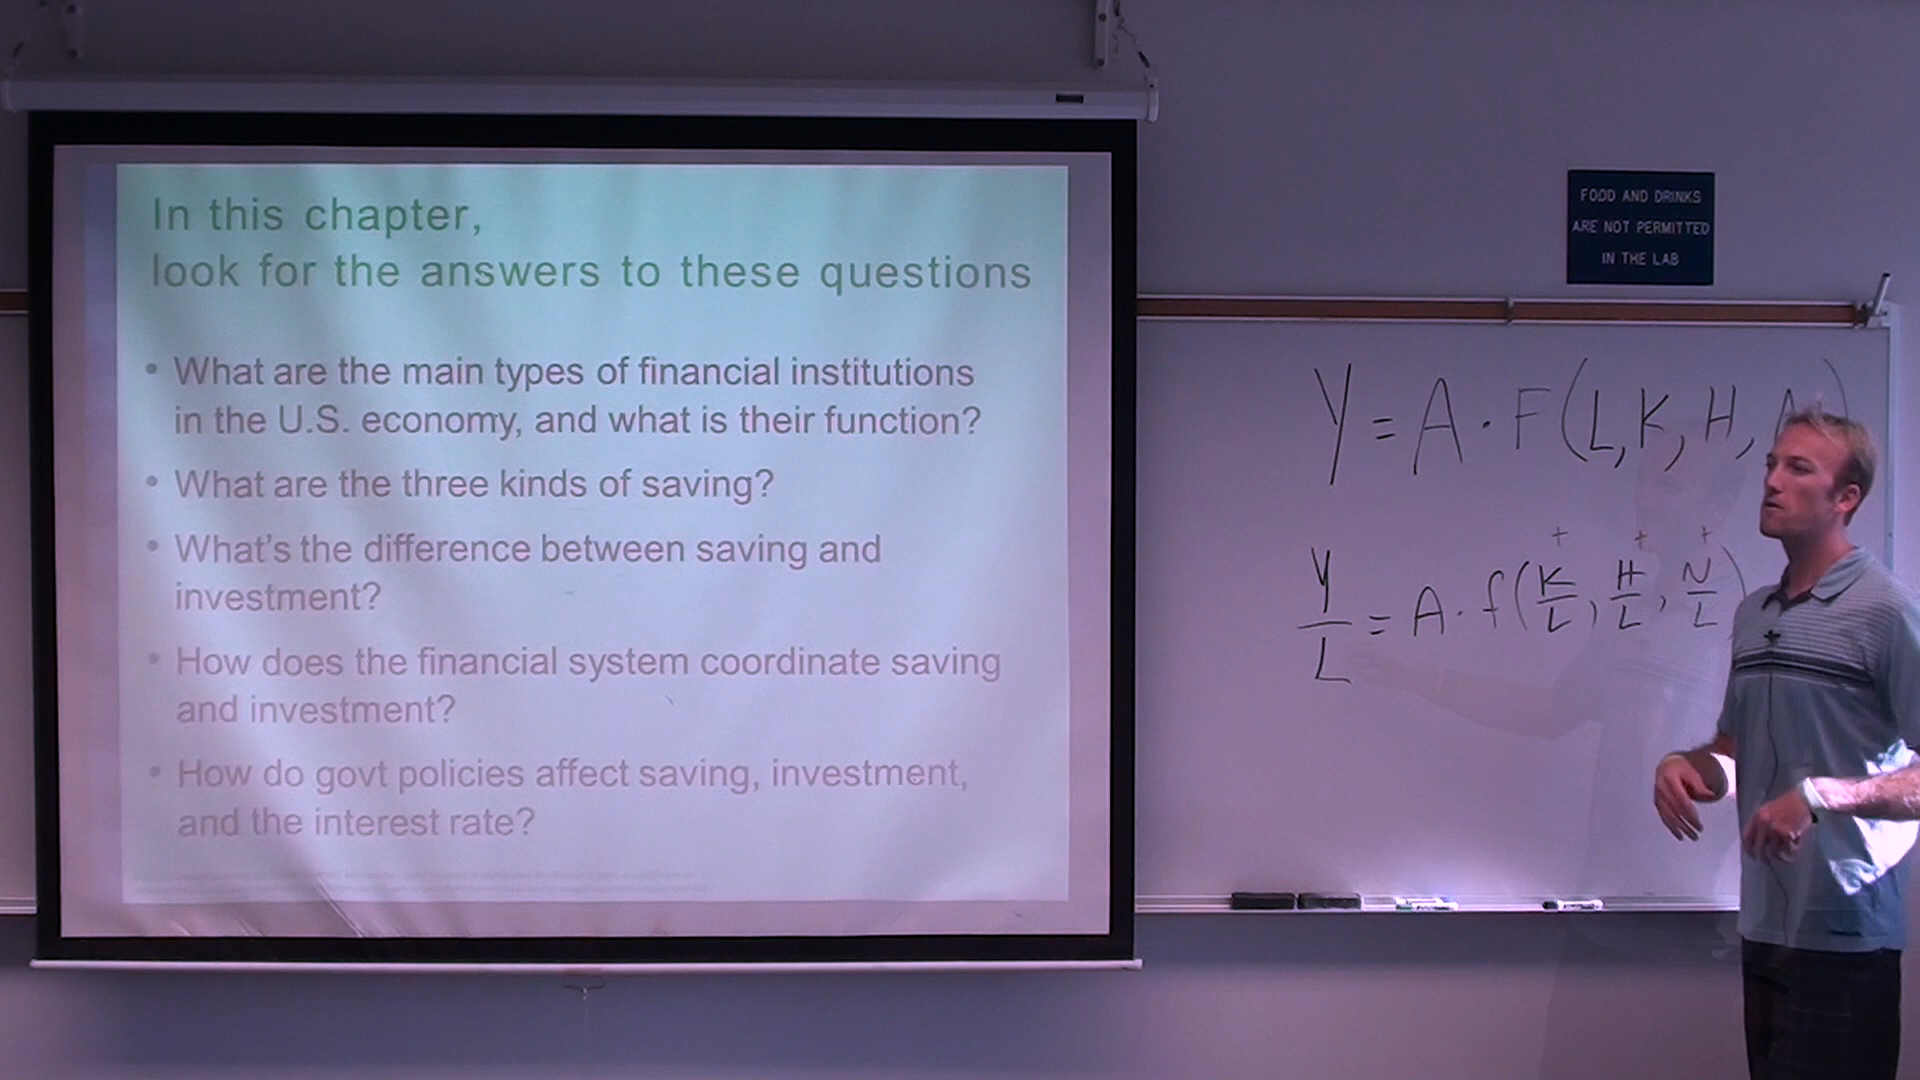 In this chapter,
look for the answers to these questions
• What are the main types of financial institutions
in the U.S. economy, and what is their function?
• What are the three kinds of saving?
• What's the difference between saving and
investment?
• How does the financial system coordinate saving
and investment?
• How do govt policies affect saving, investment,
and the interest rate?
FOOD AND DRINKS
ARE NOT PERMITTED
IN THE LAB
Y = A · F(L, K, H, N)
+ + +
Y/L = A · f(K/L, H/L, N/L)